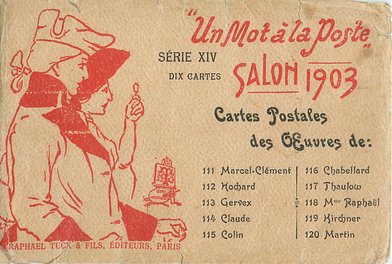 "Un Mot à la Poste"
SÉRIE XIV
DIX CARTES
SALON 1903
Cartes Postales
des Œuvres de:
111 Marcel-Clément
112 Hochard
113 Gervex
114 Claude
115 Colin
116 Chabellard
117 Thaulow
118 Mme Raphaël
119 Kirchner
120 Martin
RAPHAEL TUCK & FILS, ÉDITEURS, PARIS